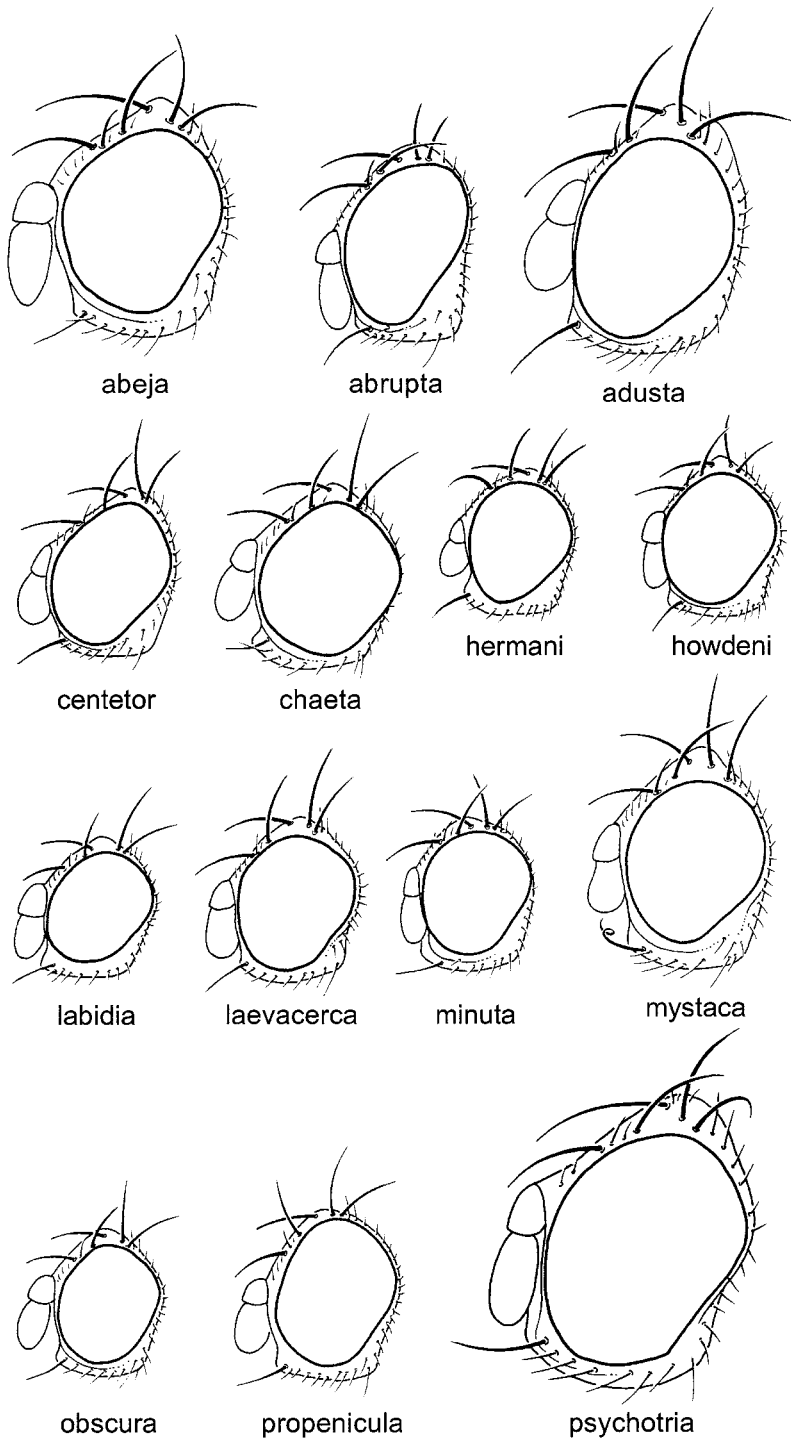 abeja
abrupta
adusta
centetor
chaeta
hermani
howdeni
labidia
laevacerca
minuta
mystaca
obscura
propenicula
psychotria